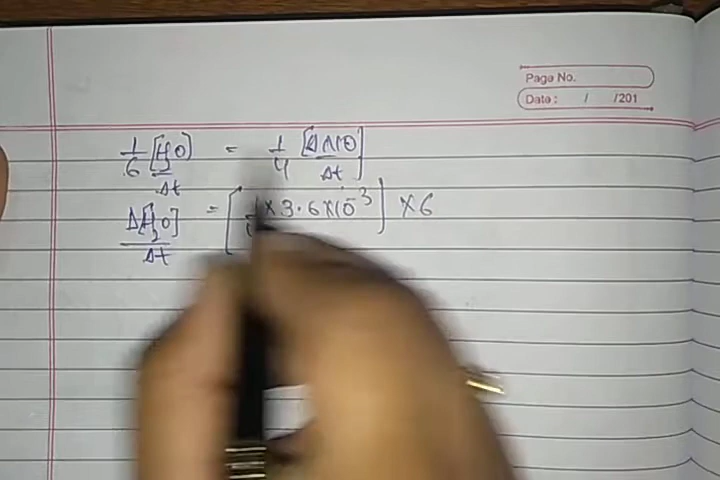 Page No.
Date : / /201
1/6 [H2O]/Δt = 1/4 [ΔNO]/Δt
Δ[H2O]/Δt = [ × 3.6×10^-3 ] ×6